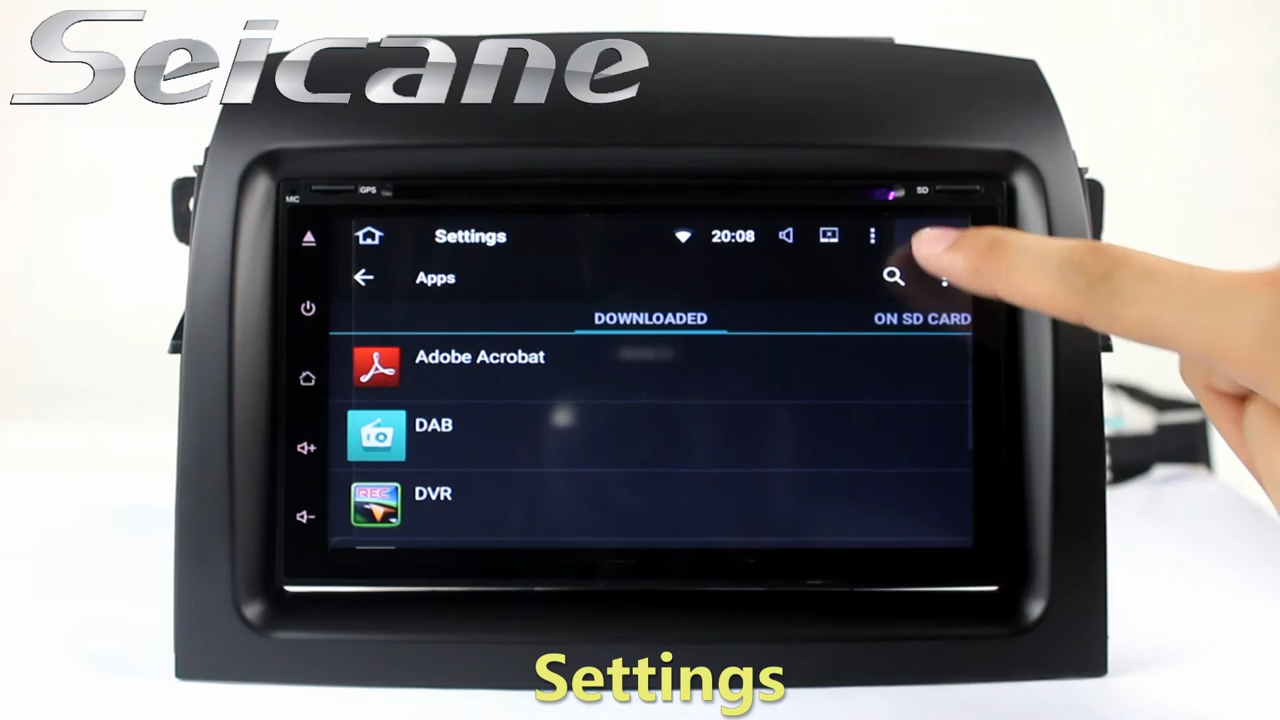 Seicane
MIC
GPS
SD
Settings
20:08
Apps
DOWNLOADED
ON SD CARD
Adobe Acrobat
DAB
REC
DVR
Settings